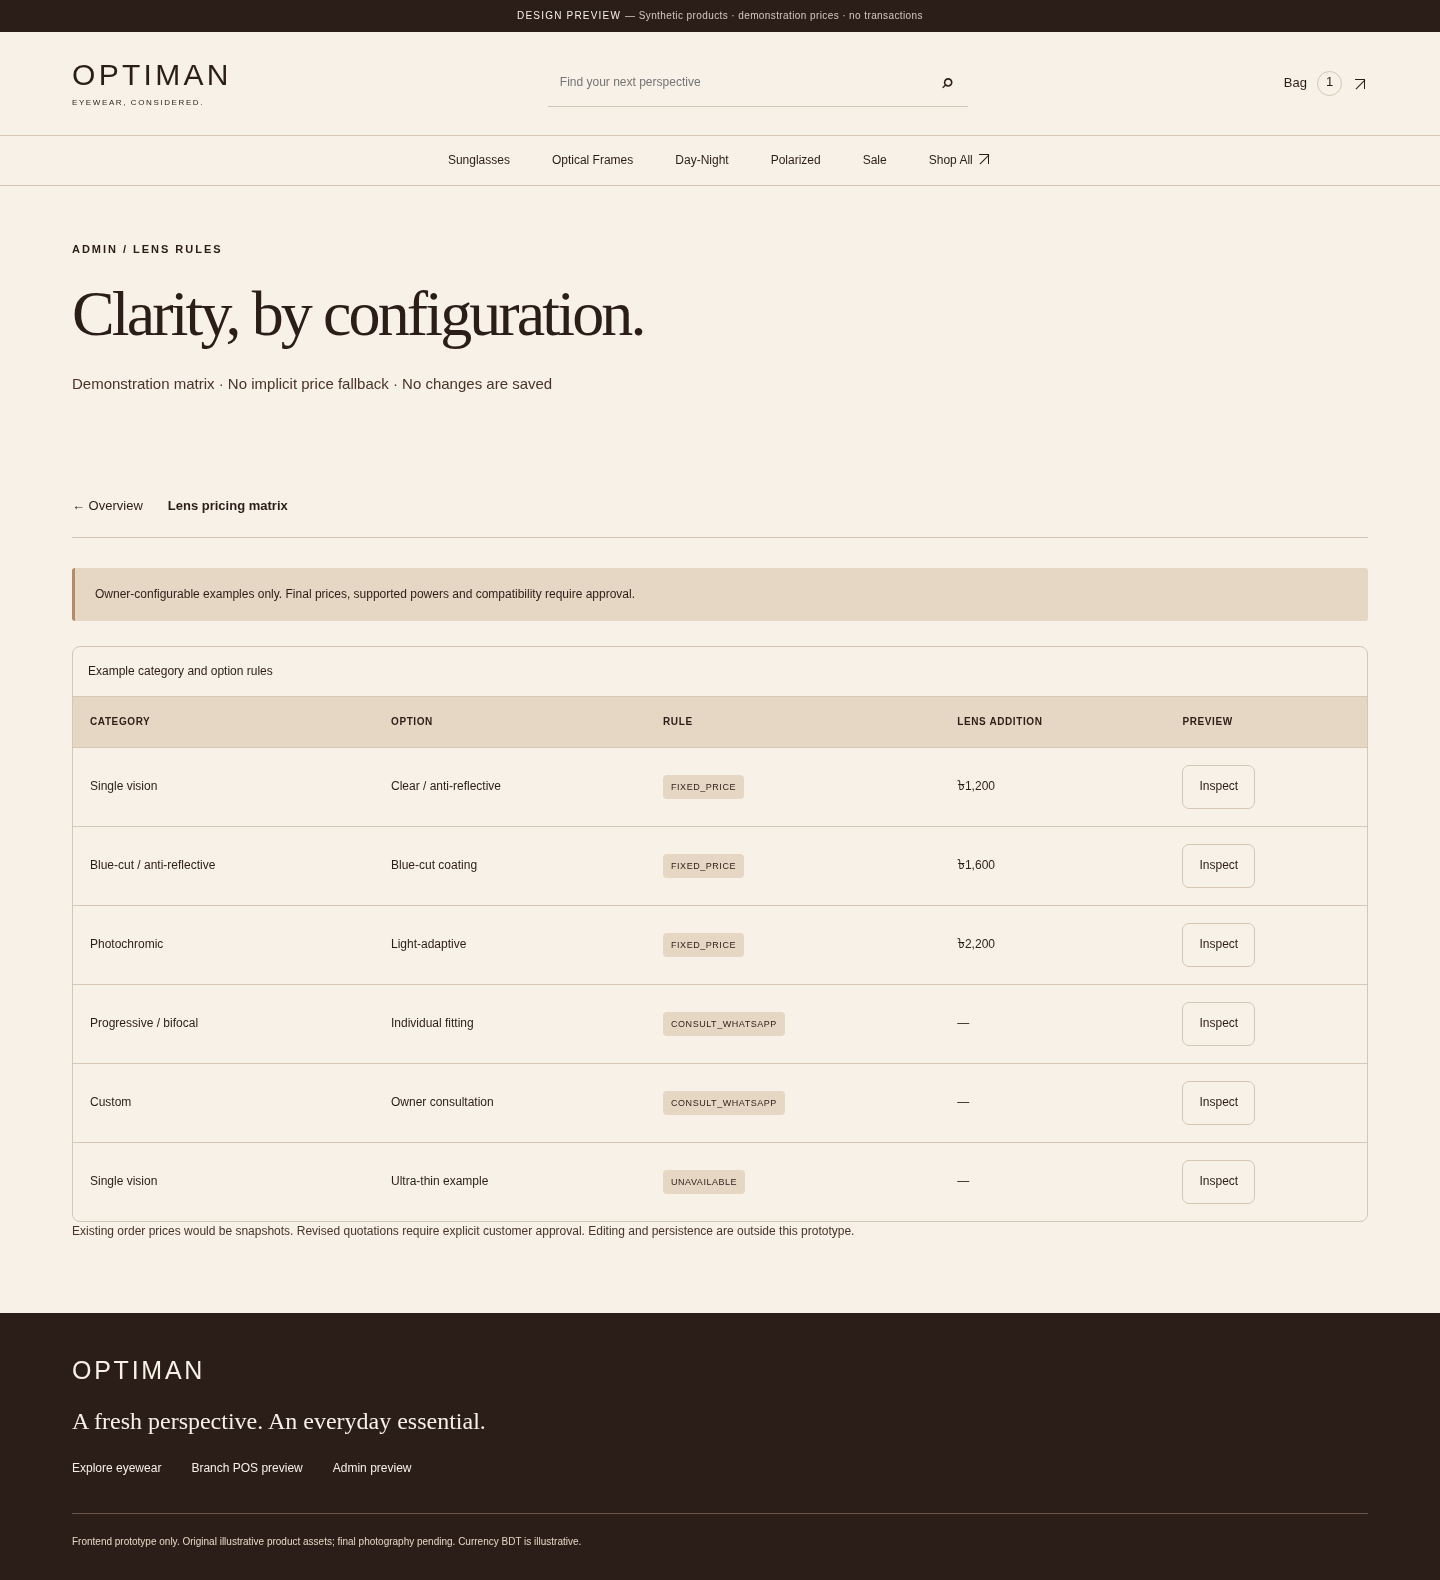 DESIGN PREVIEW — Synthetic products · demonstration prices · no transactions
OPTIMAN
EYEWEAR, CONSIDERED.
Find your next perspective
Bag 1
Sunglasses Optical Frames Day-Night Polarized Sale Shop All
ADMIN / LENS RULES
Clarity, by configuration.
Demonstration matrix · No implicit price fallback · No changes are saved
← Overview Lens pricing matrix
Owner-configurable examples only. Final prices, supported powers and compatibility require approval.
Example category and option rules
CATEGORY OPTION RULE LENS ADDITION PREVIEW
Single vision Clear / anti-reflective FIXED_PRICE ৳1,200 Inspect
Blue-cut / anti-reflective Blue-cut coating FIXED_PRICE ৳1,600 Inspect
Photochromic Light-adaptive FIXED_PRICE ৳2,200 Inspect
Progressive / bifocal Individual fitting CONSULT_WHATSAPP — Inspect
Custom Owner consultation CONSULT_WHATSAPP — Inspect
Single vision Ultra-thin example UNAVAILABLE — Inspect
Existing order prices would be snapshots. Revised quotations require explicit customer approval. Editing and persistence are outside this prototype.
OPTIMAN
A fresh perspective. An everyday essential.
Explore eyewear Branch POS preview Admin preview
Frontend prototype only. Original illustrative product assets; final photography pending. Currency BDT is illustrative.